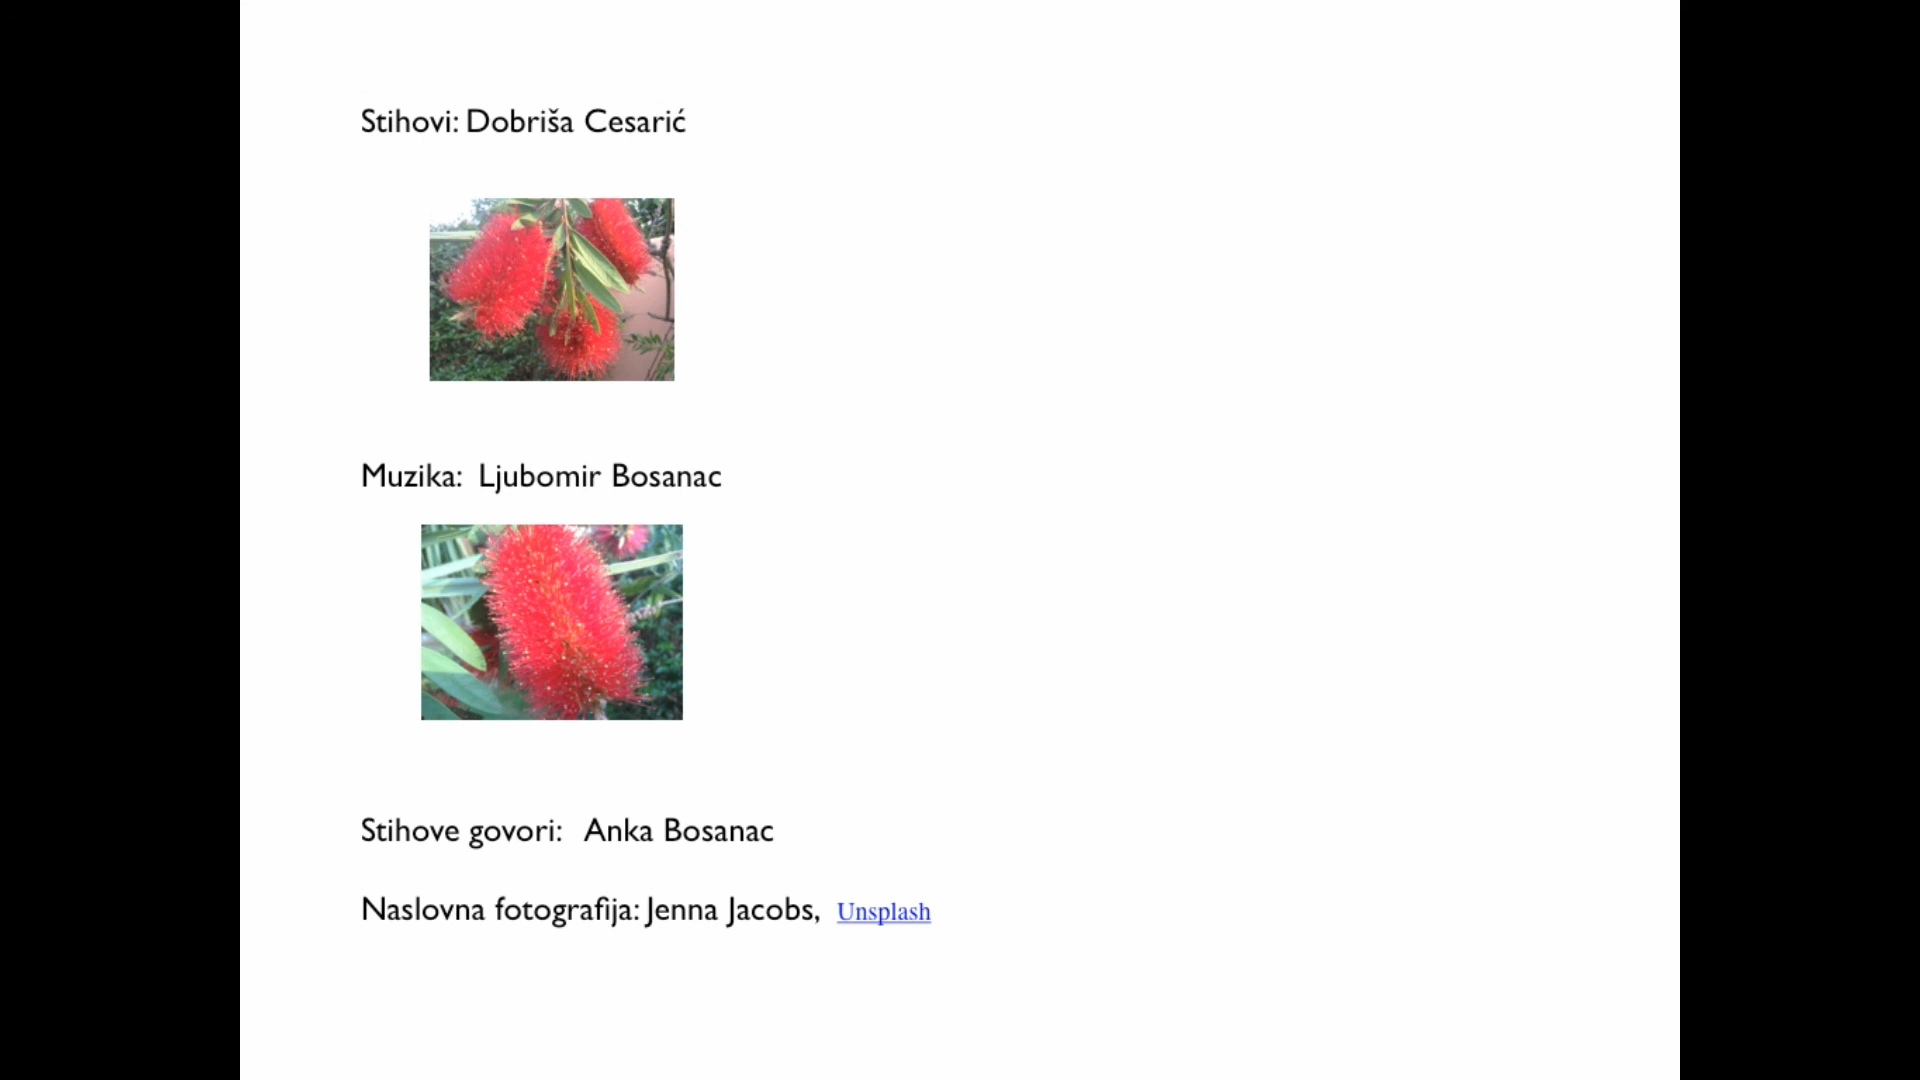 Stihovi: Dobriša Cesarić
Muzika: Ljubomir Bosanac
Stihove govori: Anka Bosanac
Naslovna fotografija: Jenna Jacobs, Unsplash